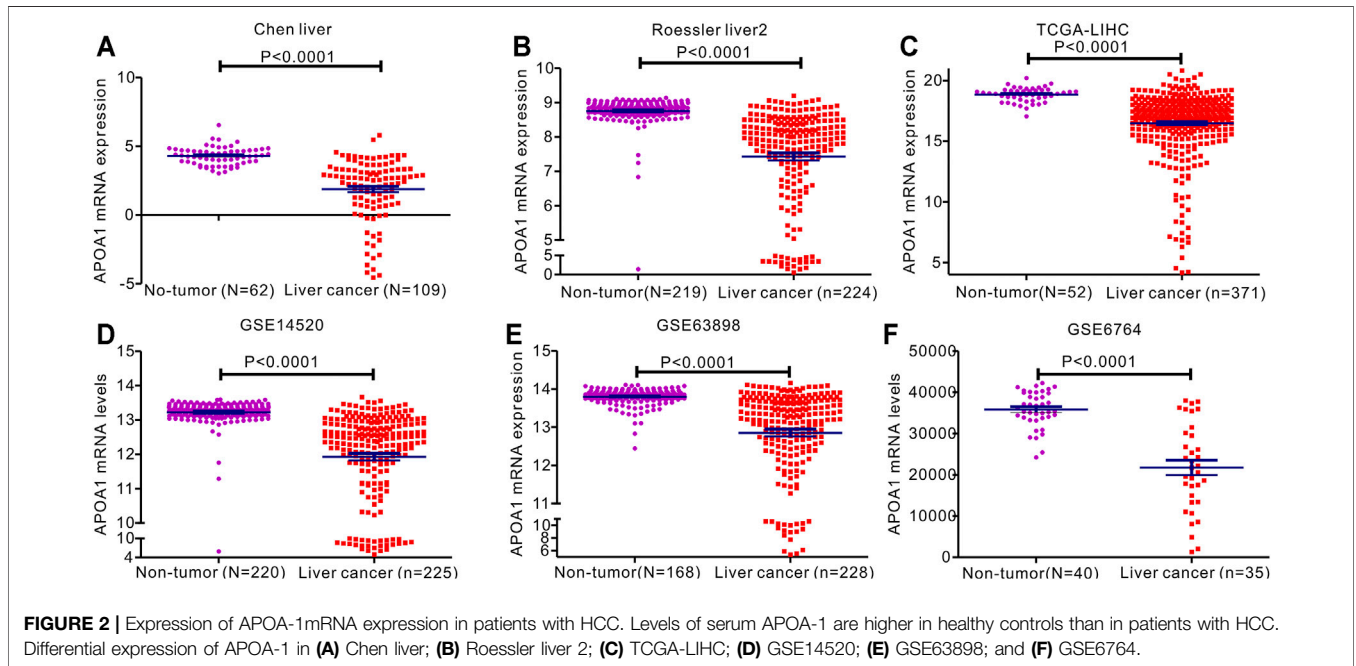 A
Chen liver
P<0.0001
APOA1 mRNA expression
10
5
0
-5
No-tumor (N=62)
Liver cancer (N=109)
B
Roessler liver2
P<0.0001
APOA1 mRNA expression
10
9
8
7
6
5
5
0
Non-tumor(N=219)
Liver cancer (n=224)
C
TCGA-LIHC
P<0.0001
APOA1 mRNA expression
20
15
10
5
Non-tumor(N=52)
Liver cancer (n=371)
D
GSE14520
P<0.0001
APOA1 mRNA levels
15
14
13
12
11
10
10
4
Non-tumor(N=220)
Liver cancer (n=225)
E
GSE63898
P<0.0001
APOA1 mRNA expression
15
14
13
12
11
10
8
6
Non-tumor(N=168)
Liver cancer (n=228)
F
GSE6764
P<0.0001
APOA1 mRNA levels
50000
40000
30000
20000
10000
0
Non-tumor(N=40)
Liver cancer (n=35)
FIGURE 2 | Expression of APOA-1mRNA expression in patients with HCC. Levels of serum APOA-1 are higher in healthy controls than in patients with HCC.
Differential expression of APOA-1 in (A) Chen liver; (B) Roessler liver 2; (C) TCGA-LIHC; (D) GSE14520; (E) GSE63898; and (F) GSE6764.